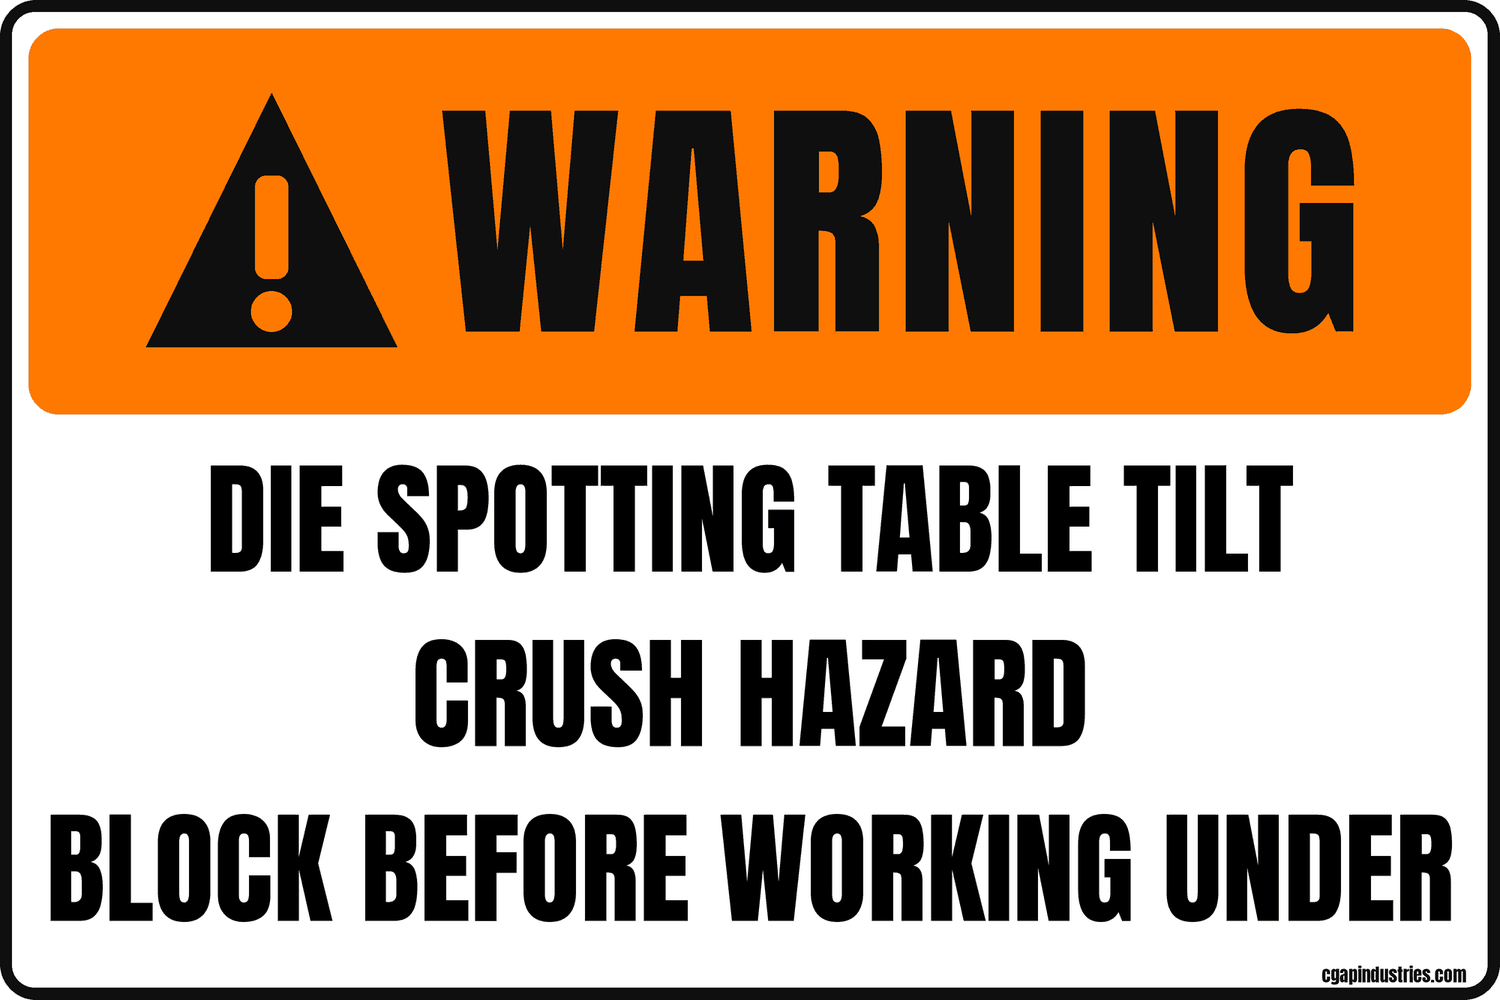 WARNING
DIE SPOTTING TABLE TILT
CRUSH HAZARD
BLOCK BEFORE WORKING UNDER
cgapindustries.com